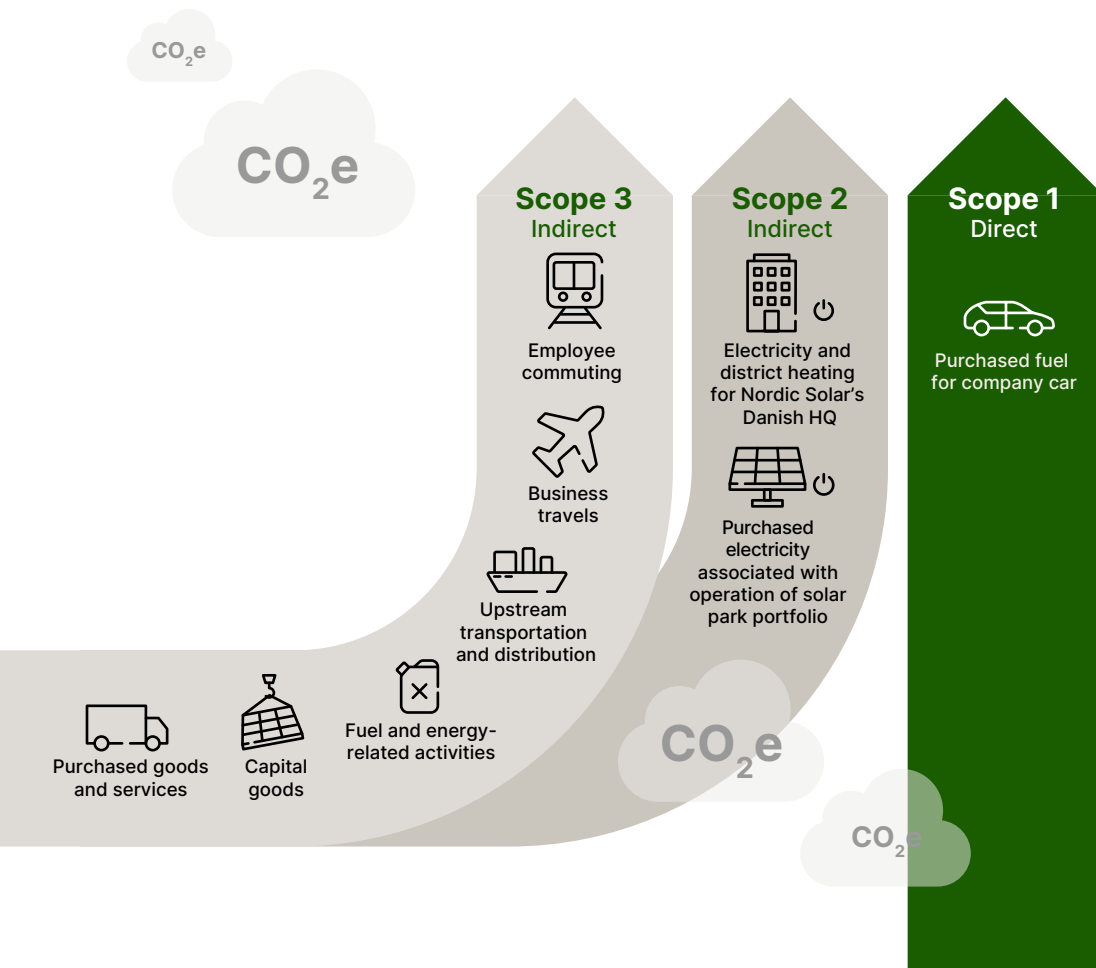 CO₂e
CO₂e
Scope 3
Indirect
Employee
commuting
Business
travels
Upstream
transportation
and distribution
Fuel and energy-
related activities
Capital
goods
Purchased goods
and services
Scope 2
Indirect
Electricity and
district heating
for Nordic Solar’s
Danish HQ
Purchased
electricity
associated with
operation of solar
park portfolio
CO₂e
CO₂e
Scope 1
Direct
Purchased fuel
for company car